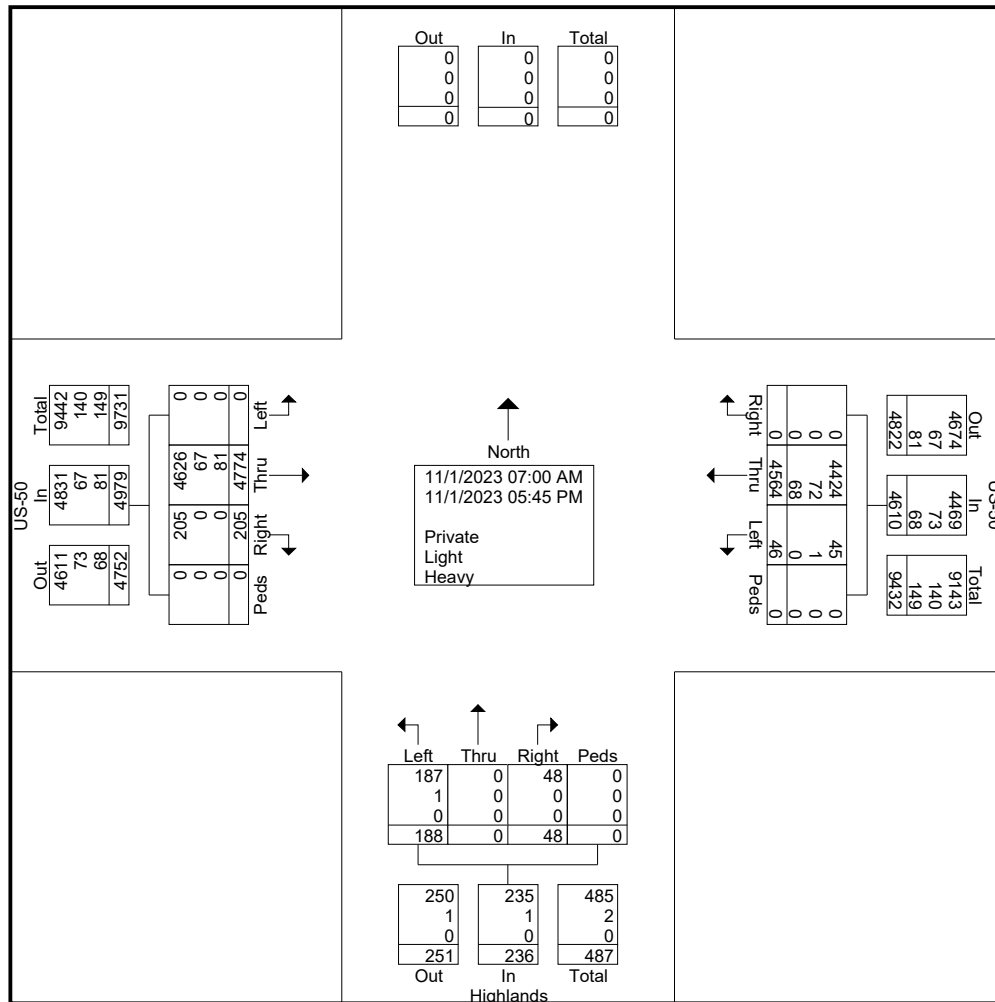 Out In Total
0 0 0
0 0 0
0 0 0
0 0 0
US-50
Out In Total
4611 4831 9442
73 67 140
68 81 149
4752 4979 9731
0 205 4626 0
0 0 67 0
0 0 81 0
0 205 4774 0
Peds Right Thru Left
North
11/1/2023 07:00 AM
11/1/2023 05:45 PM
Private
Light
Heavy
US-50
Out In Total
4674 4469 9143
67 73 140
81 68 149
4822 4610 9432
0 4424 45 0
0 72 1 0
0 68 0 0
0 4564 46 0
Right Thru Left Peds
Left Thru Right Peds
187 0 48 0
1 0 0 0
0 0 0 0
188 0 48 0
250 235 485
1 1 2
0 0 0
251 236 487
Out In Total
Highlands